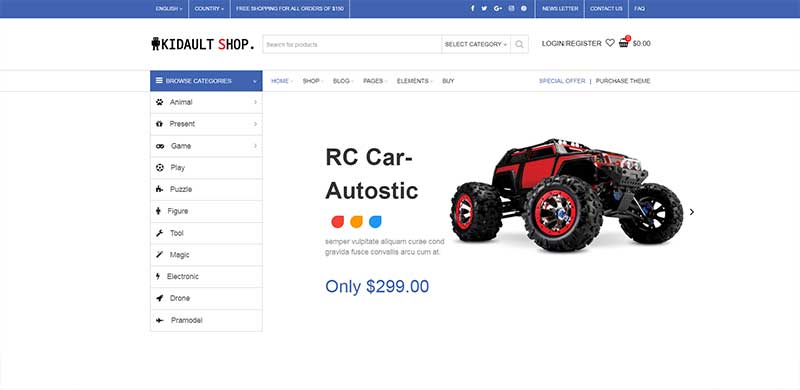 ENGLISH COUNTRY FREE SHOPPING FOR ALL ORDERS OF $150 NEWS LETTER CONTACT US FAQ
KIDAULT SHOP. Search for products SELECT CATEGORY LOGIN/REGISTER 0 $0.00
BROWSE CATEGORIES HOME SHOP BLOG PAGES ELEMENTS BUY SPECIAL OFFER | PURCHASE THEME
Animal
Present
Game
Play
Puzzle
Figure
Tool
Magic
Electronic
Drone
Pramodel
RC Car-
Autostic
semper vulpitate aliquam curae cond
gravida fusce convallis arcu cum at.
Only $299.00